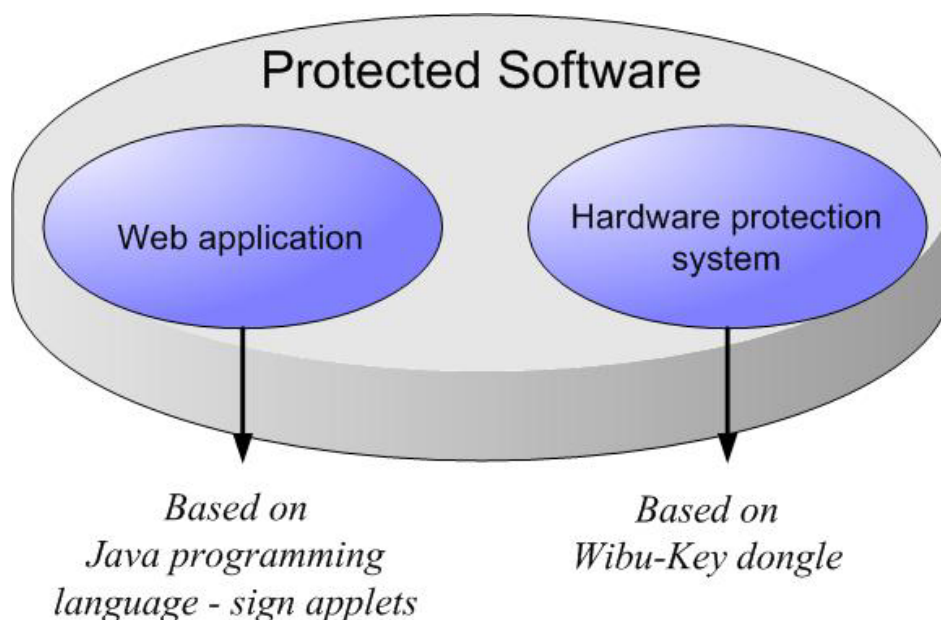 Protected Software
Web application
Hardware protection
system
Based on
Java programming
language - sign applets
Based on
Wibu-Key dongle